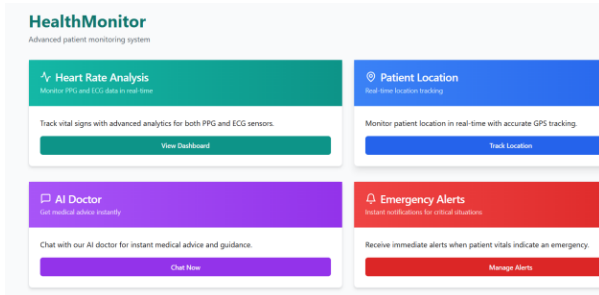 HealthMonitor
Advanced patient monitoring system
Heart Rate Analysis
Monitor PPG and ECG data in real-time
Track vital signs with advanced analytics for both PPG and ECG sensors.
View Dashboard
Patient Location
Real-time location tracking
Monitor patient location in real-time with accurate GPS tracking.
Track Location
AI Doctor
Get medical advice instantly
Chat with our AI doctor for instant medical advice and guidance.
Chat Now
Emergency Alerts
Instant notifications for critical situations
Receive immediate alerts when patient vitals indicate an emergency.
Manage Alerts